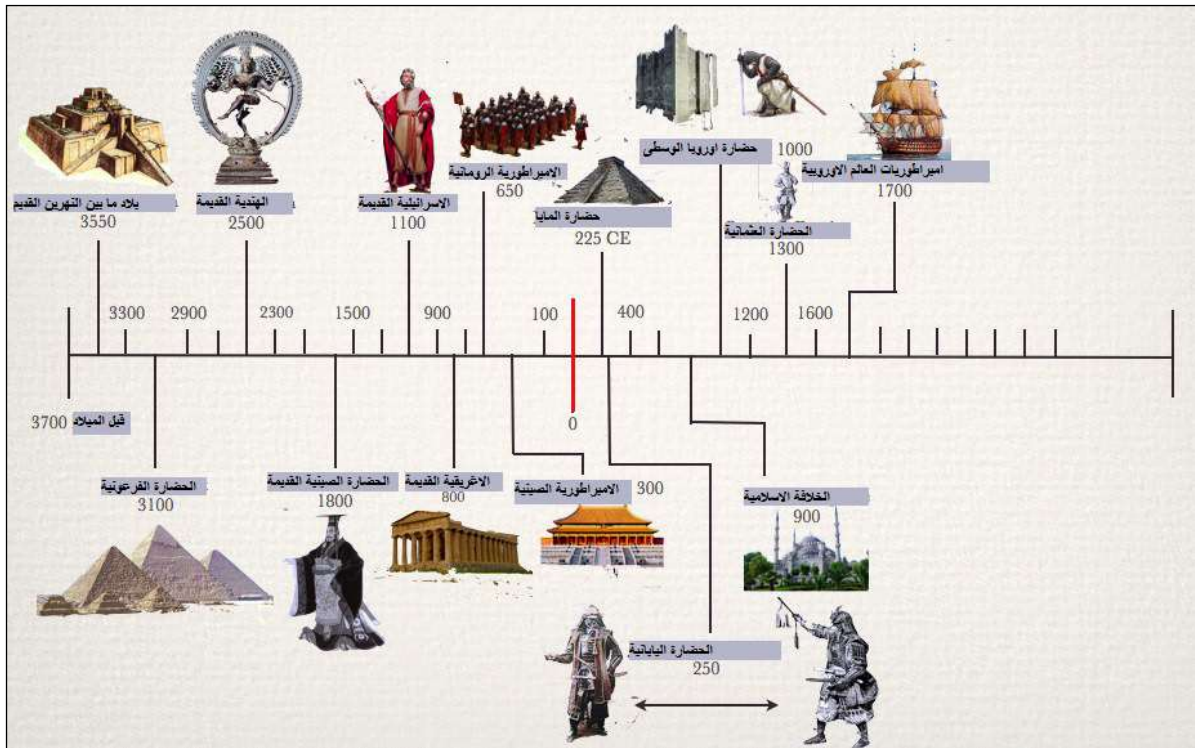 بلاد ما بين النهرين القديم
3550
الهندية القديمة
2500
الاسرائيلية القديمة
1100
الامبراطورية الرومانية
650
حضارة المايا
225 CE
حضارة اوروبا الوسطى
1000
الحضارة العثمانية
1300
امبراطوريات العالم الاوروبية
1700
3300 2900 2300 1500 900 100 400 1200 1600
3700 قبل الميلاد
0
الحضارة الفرعونية
3100
الحضارة الصينية القديمة
1800
الاغريقية القديمة
800
الامبراطورية الصينية 300
الخلافة الاسلامية
900
الحضارة اليابانية
250